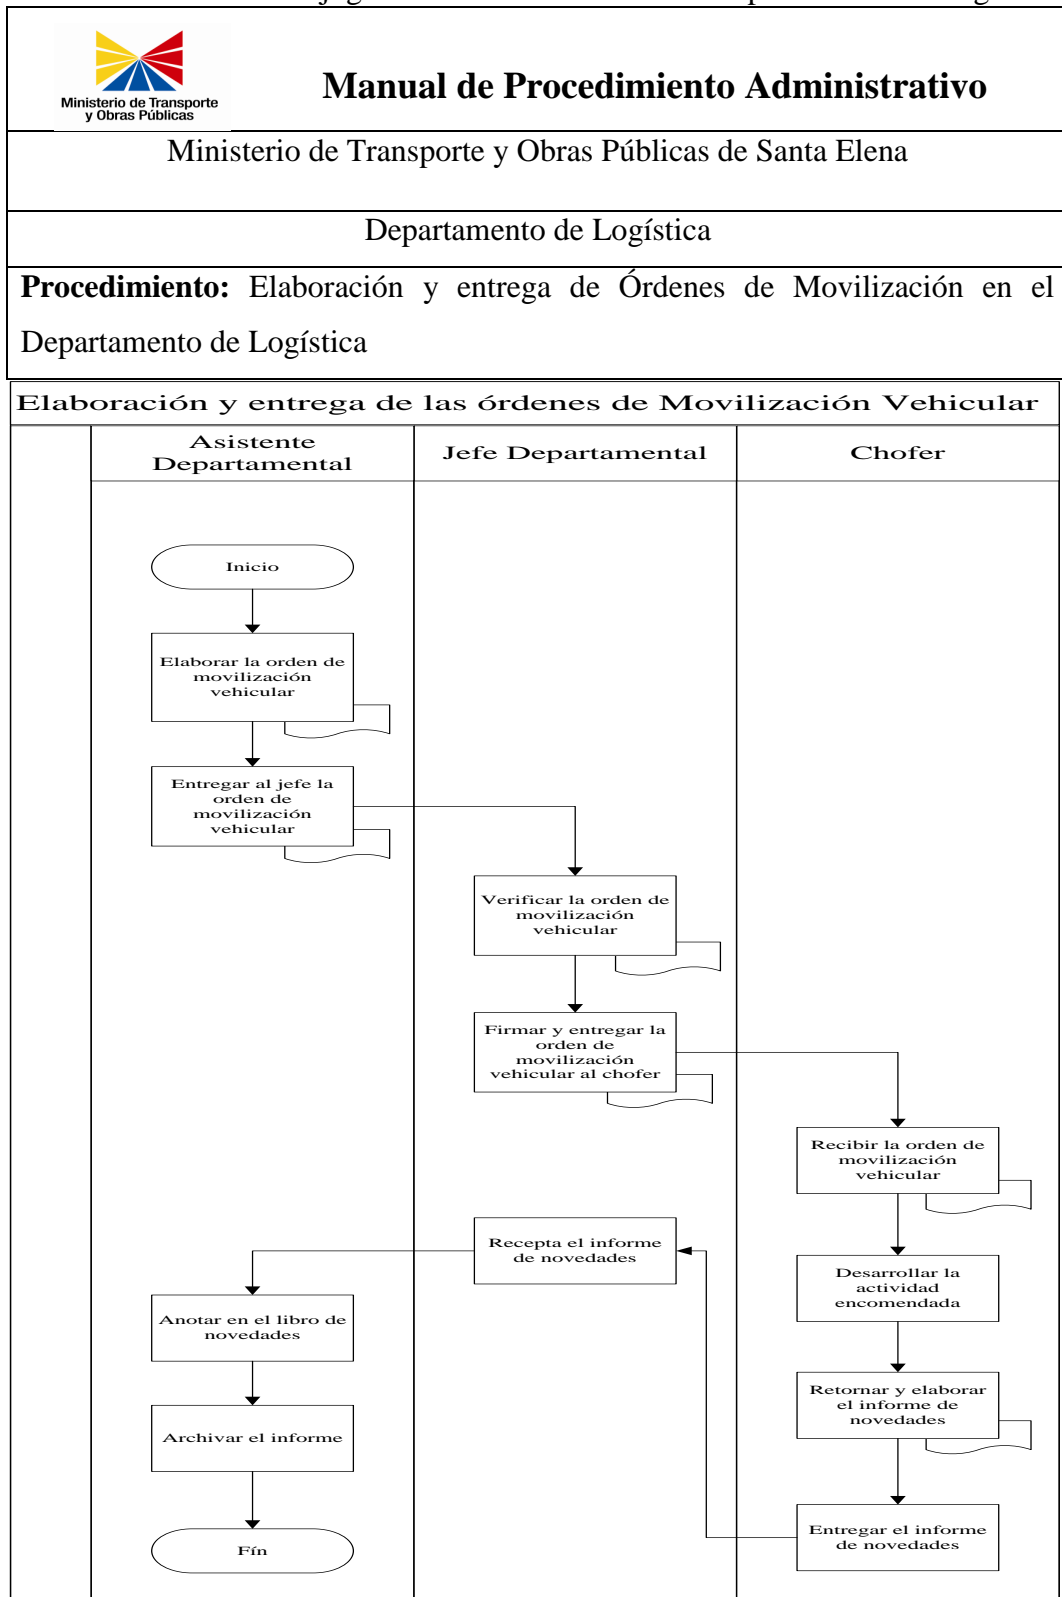 Ministerio de Transporte
y Obras Públicas
Manual de Procedimiento Administrativo
Ministerio de Transporte y Obras Públicas de Santa Elena
Departamento de Logística
Procedimiento: Elaboración y entrega de Órdenes de Movilización en el
Departamento de Logística
Elaboración y entrega de las órdenes de Movilización Vehicular
Asistente
Departamental
Jefe Departamental
Chofer
Inicio
Elaborar la orden de
movilización
vehicular
Entregar al jefe la
orden de
movilización
vehicular
Verificar la orden de
movilización
vehicular
Firmar y entregar la
orden de
movilización
vehicular al chofer
Recibir la orden de
movilización
vehicular
Desarrollar la
actividad
encomendada
Retornar y elaborar
el informe de
novedades
Entregar el informe
de novedades
Recepta el informe
de novedades
Anotar en el libro de
novedades
Archivar el informe
Fín